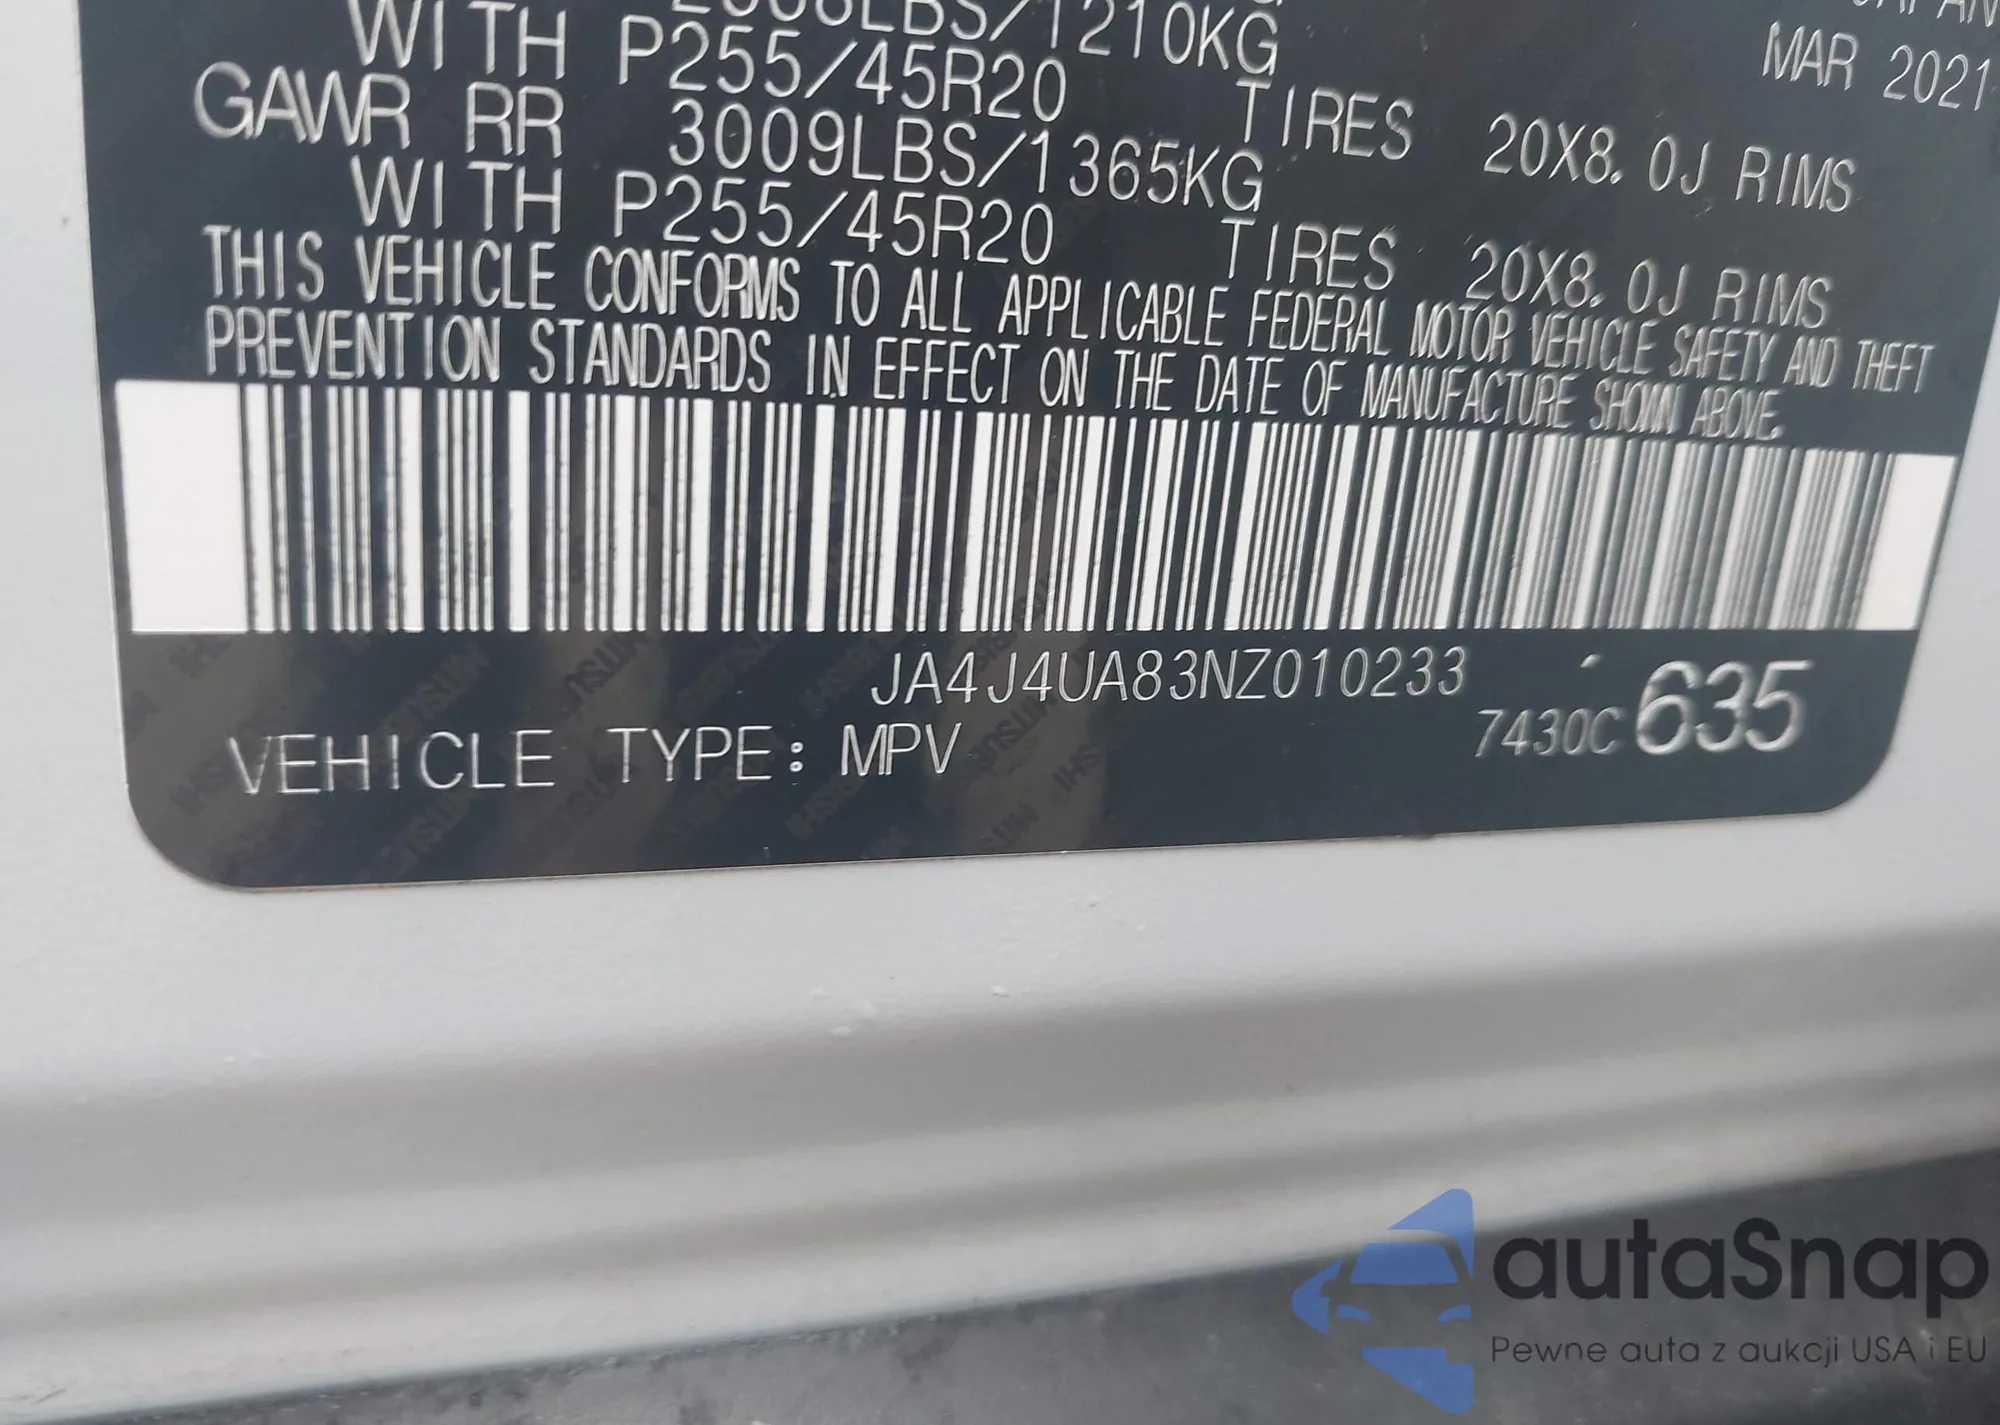 JAPAN
MAR 2021
/1210KG
WITH P255/45R20 TIRES 20X8.0J RIMS
GAWR RR 3009LBS/1365KG
WITH P255/45R20 TIRES 20X8.0J RIMS
THIS VEHICLE CONFORMS TO ALL APPLICABLE FEDERAL MOTOR VEHICLE SAFETY AND THEFT
PREVENTION STANDARDS IN EFFECT ON THE DATE OF MANUFACTURE SHOWN ABOVE.
JA4J4UA83NZ010233
VEHICLE TYPE: MPV 7430C 635
autaSnap
Pewne auta z aukcji USA i EU